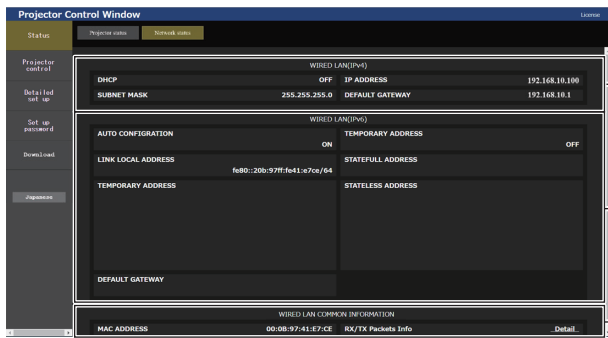 Projector Control Window
License
Status
Projector status
Network status
Projector control
Detailed set up
Set up password
Download
Japanese
WIRED LAN(IPv4)
DHCP OFF IP ADDRESS 192.168.10.100
SUBNET MASK 255.255.255.0 DEFAULT GATEWAY 192.168.10.1
WIRED LAN(IPv6)
AUTO CONFIGRATION TEMPORARY ADDRESS
ON OFF
LINK LOCAL ADDRESS STATEFULL ADDRESS
fe80::20b:97ff:fe41:e7ce/64
TEMPORARY ADDRESS STATELESS ADDRESS
DEFAULT GATEWAY
WIRED LAN COMMON INFORMATION
MAC ADDRESS 00:0B:97:41:E7:CE RX/TX Packets Info Detail